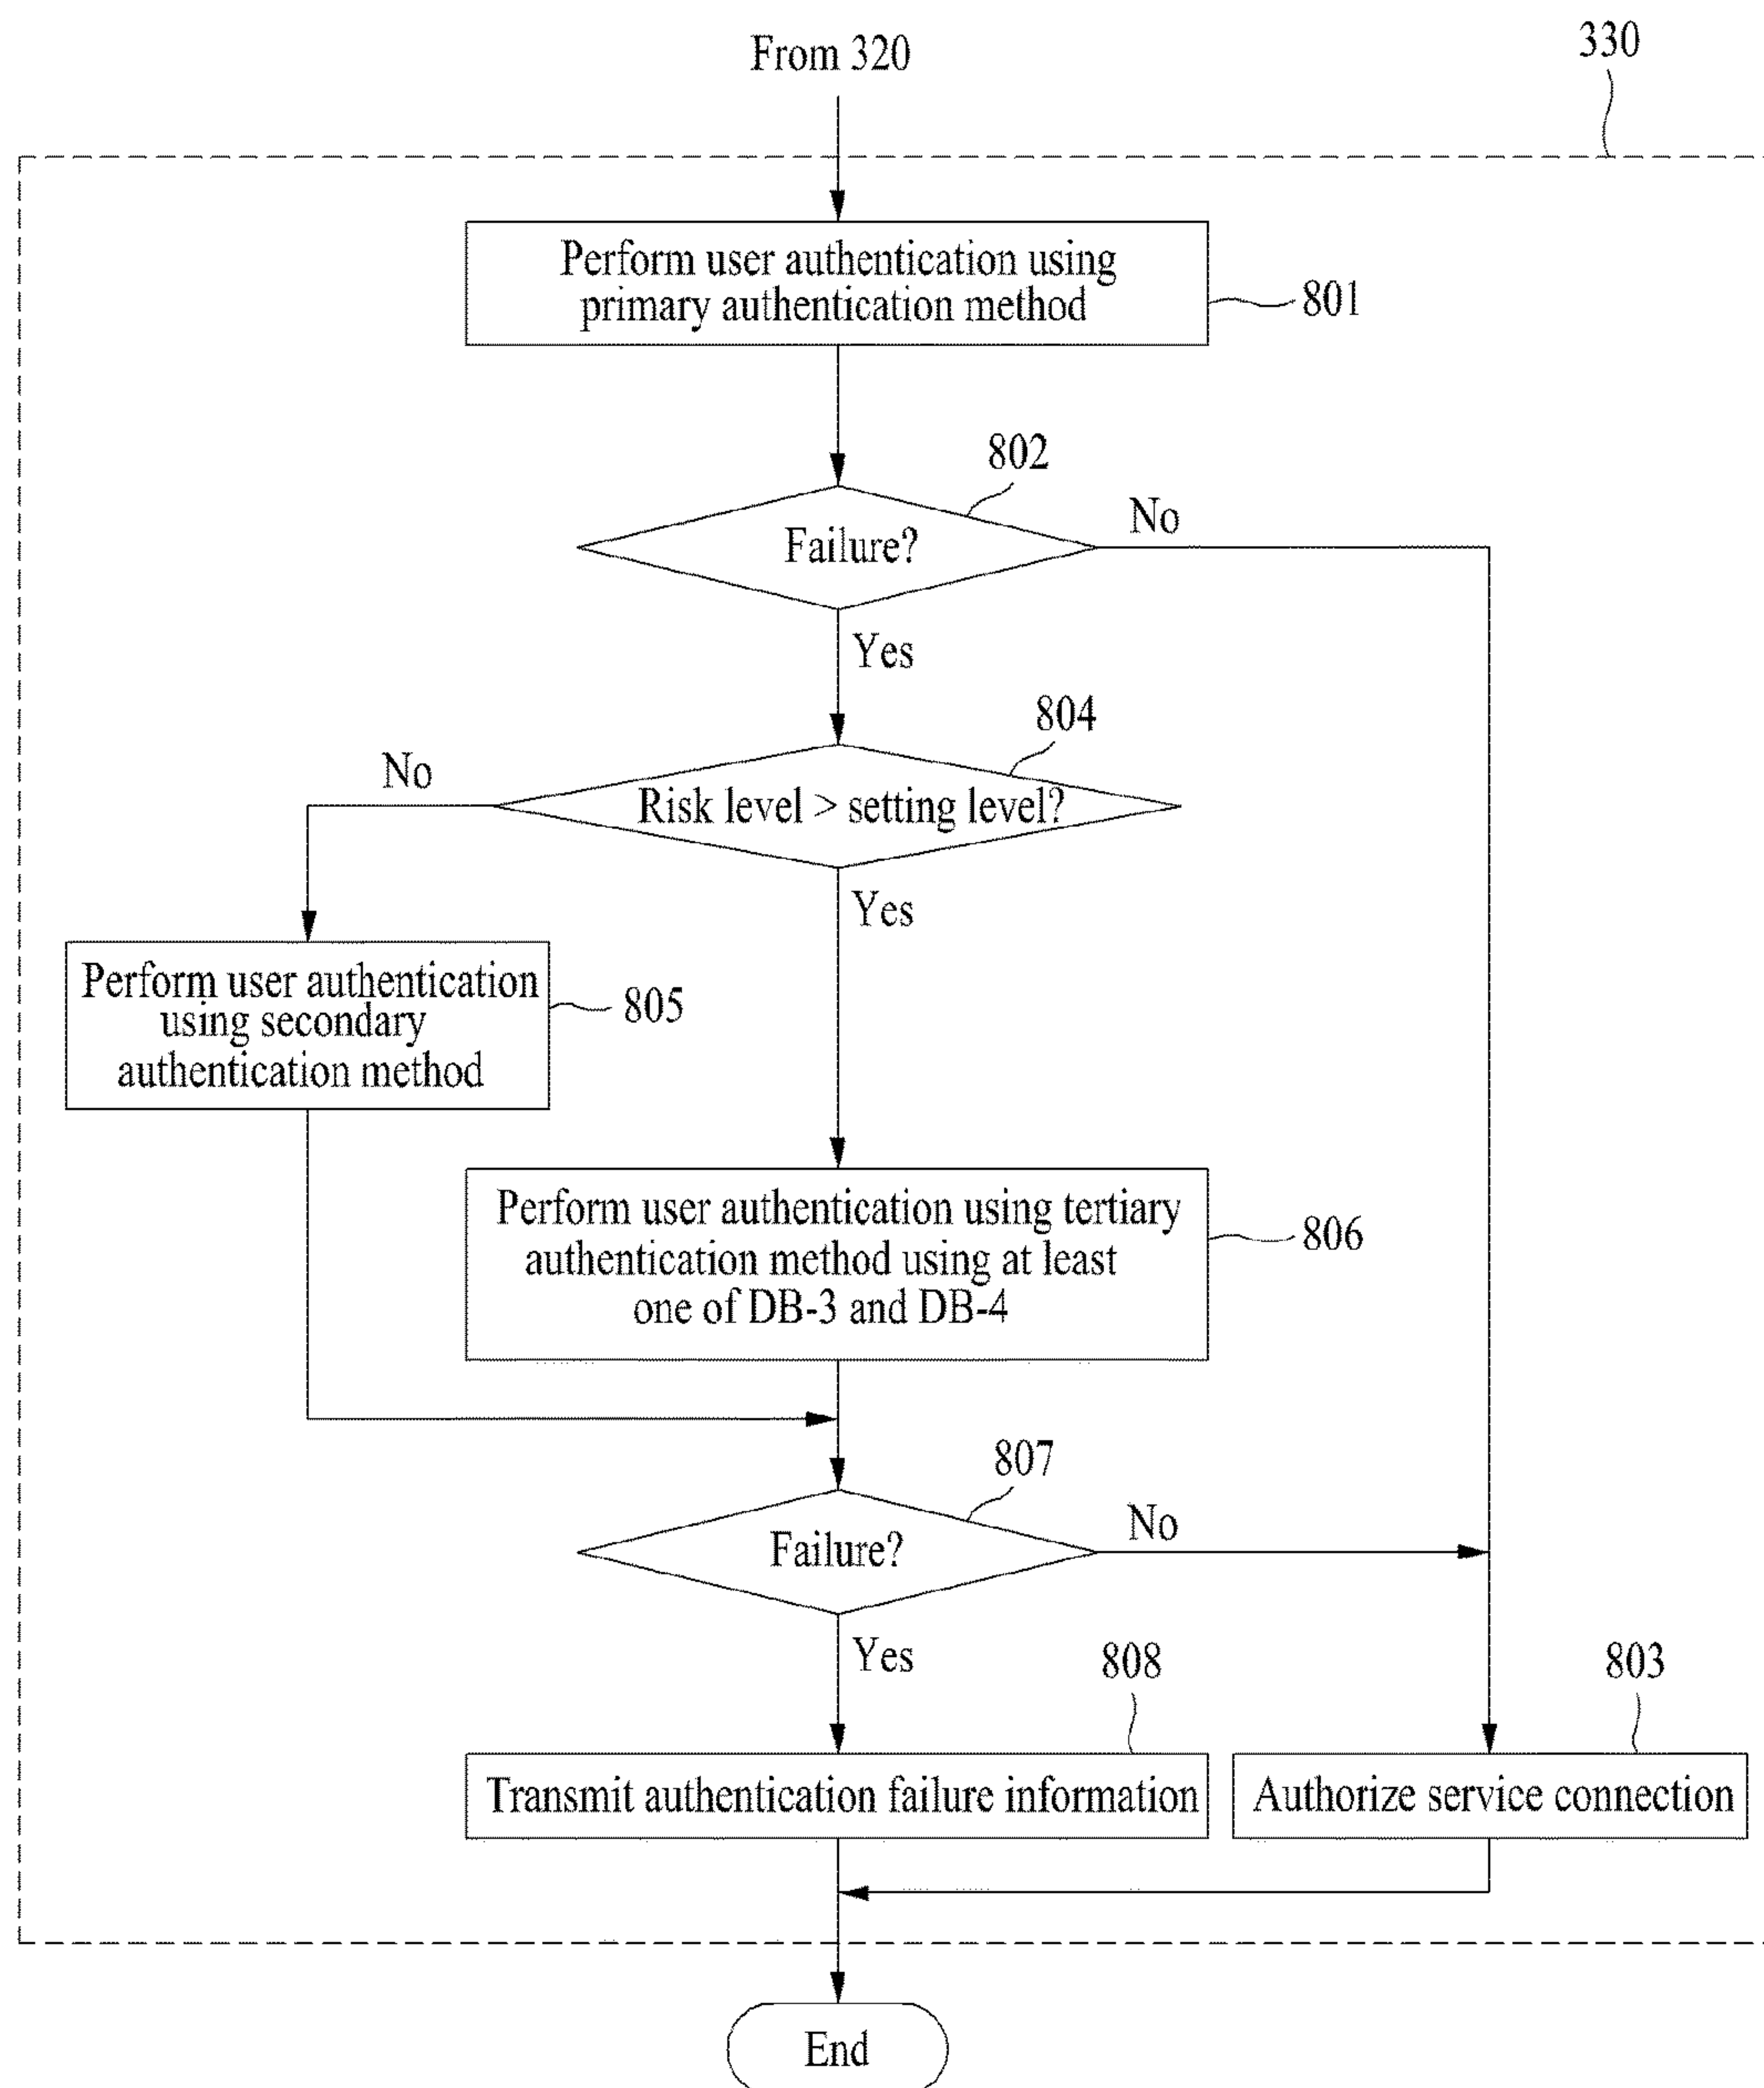 From 320
330
Perform user authentication using
primary authentication method
801
802
Failure?
No
Yes
804
No
Risk level > setting level?
Yes
Perform user authentication
using secondary
authentication method
805
Perform user authentication using tertiary
authentication method using at least
one of DB-3 and DB-4
806
807
Failure?
No
Yes
808
803
Transmit authentication failure information
Authorize service connection
End